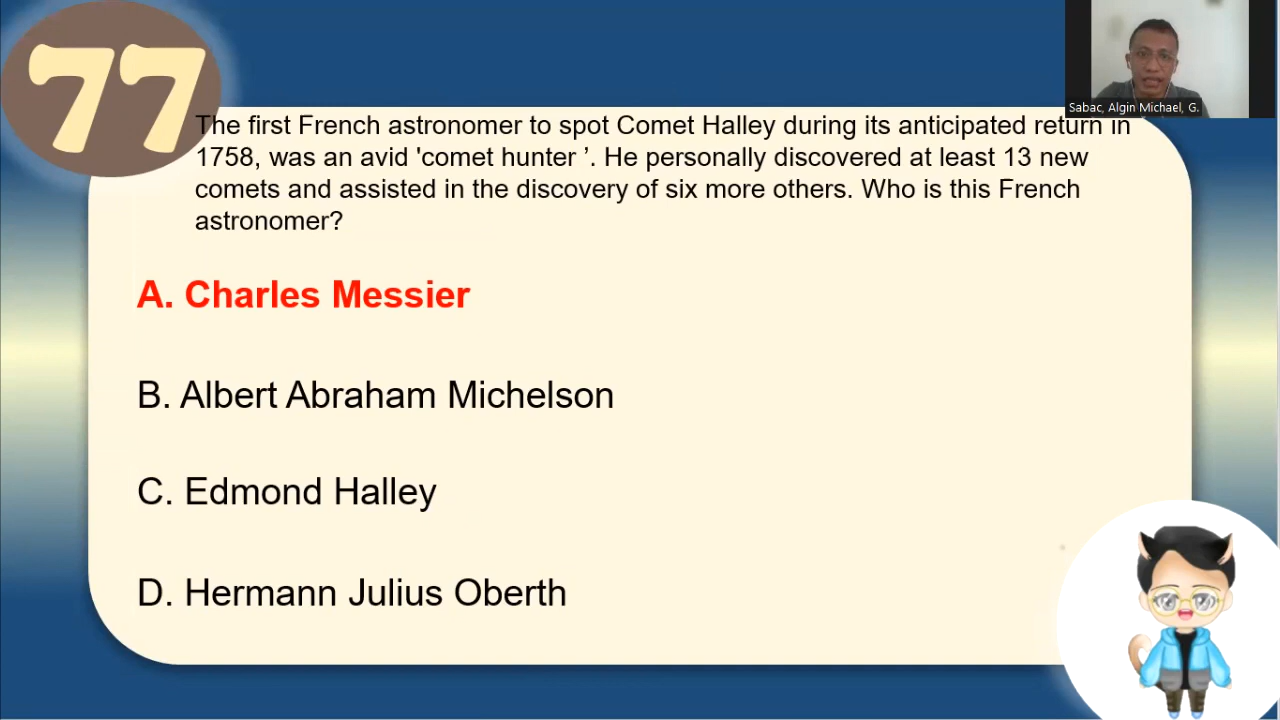 77
Sabac, Algin Michael, G.
The first French astronomer to spot Comet Halley during its anticipated return in
1758, was an avid 'comet hunter ’. He personally discovered at least 13 new
comets and assisted in the discovery of six more others. Who is this French
astronomer?
A. Charles Messier
B. Albert Abraham Michelson
C. Edmond Halley
D. Hermann Julius Oberth